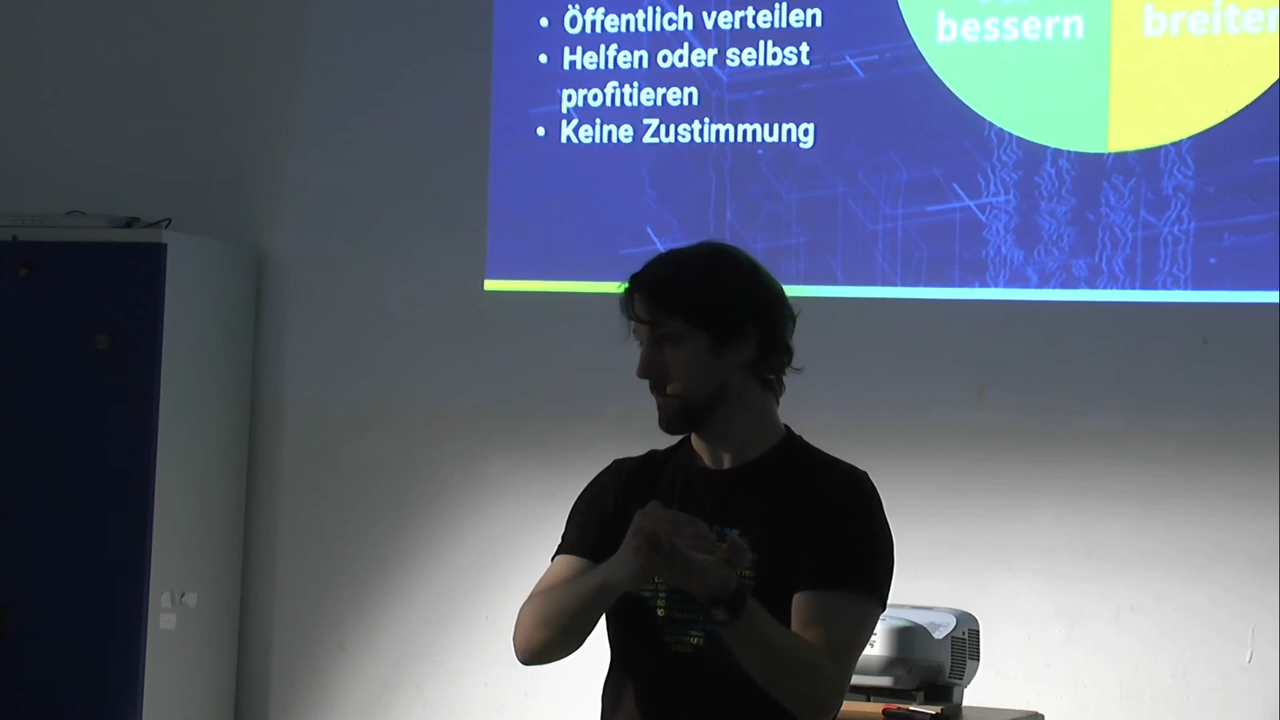 • Öffentlich verteilen
• Helfen oder selbst
profitieren
• Keine Zustimmung
bessern
breiten